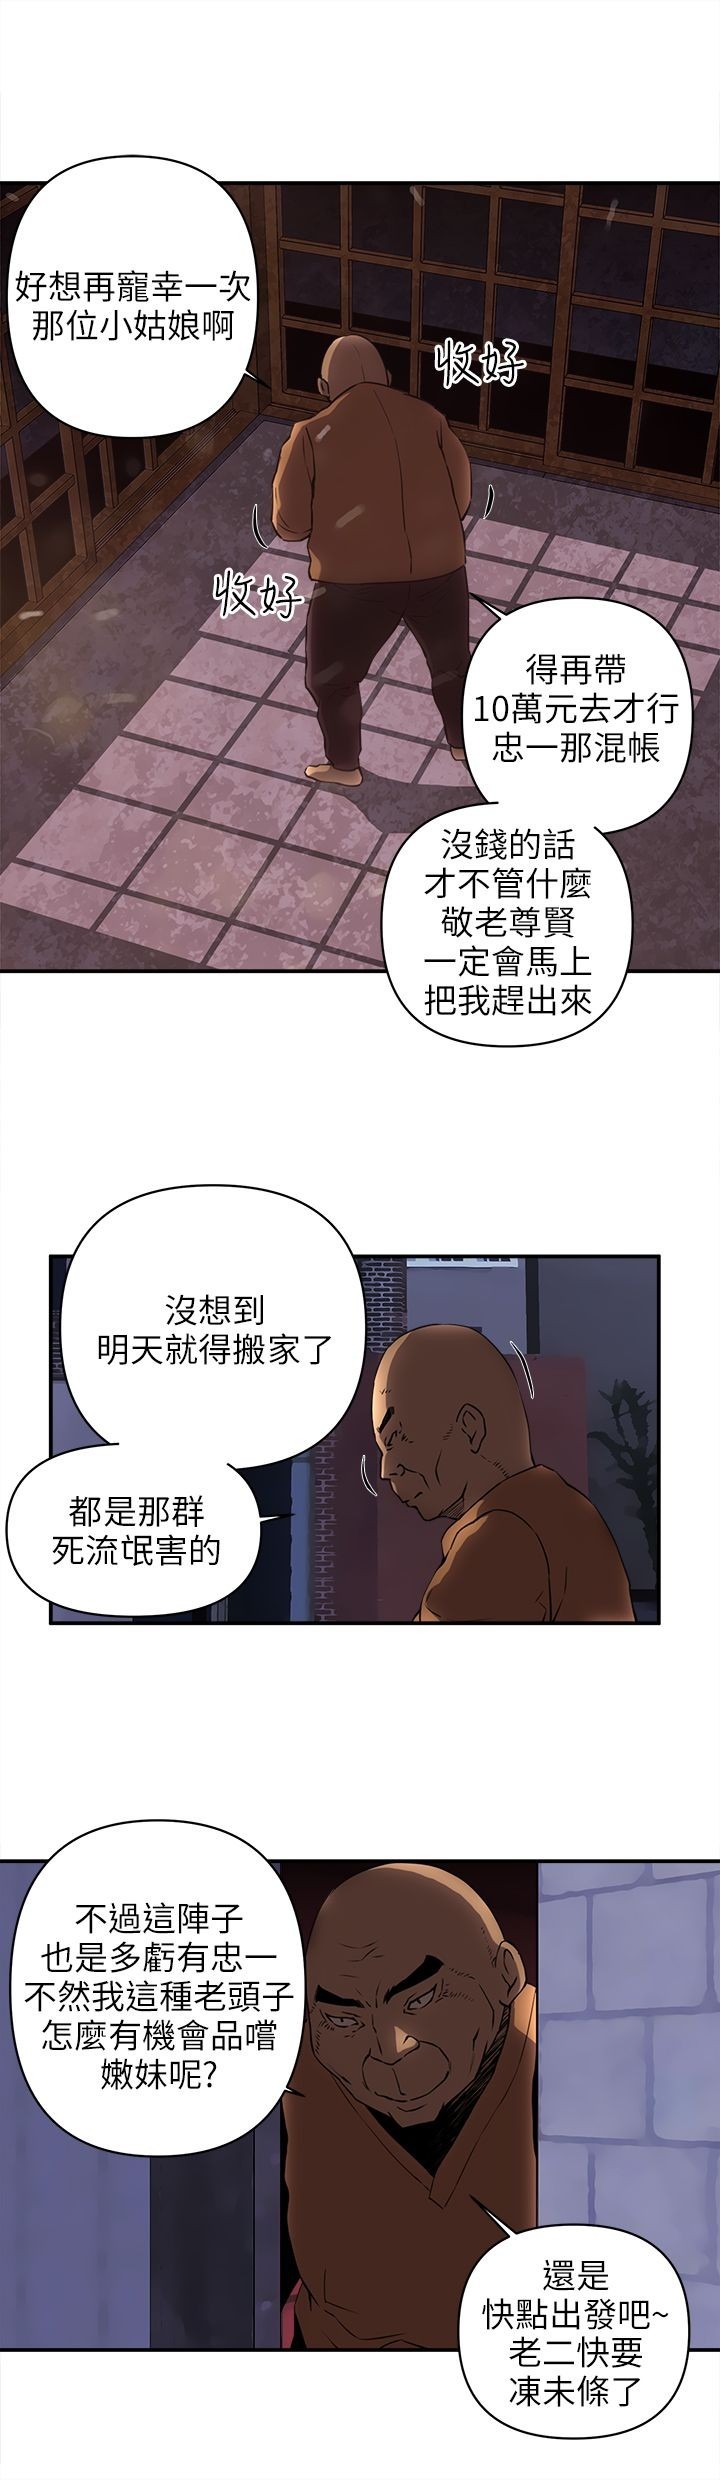 好想再寵幸一次
那位小姑娘啊
收好
收好
得再帶
10萬元去才行
忠一那混帳
沒錢的話
才不管什麼
敬老尊賢
一定會馬上
把我趕出來
沒想到
明天就得搬家了
都是那群
死流氓害的
不過這陣子
也是多虧有忠一
不然我這種老頭子
怎麼有機會品嚐
嫩妹呢?
還是
快點出發吧~
老二快要
凍未條了